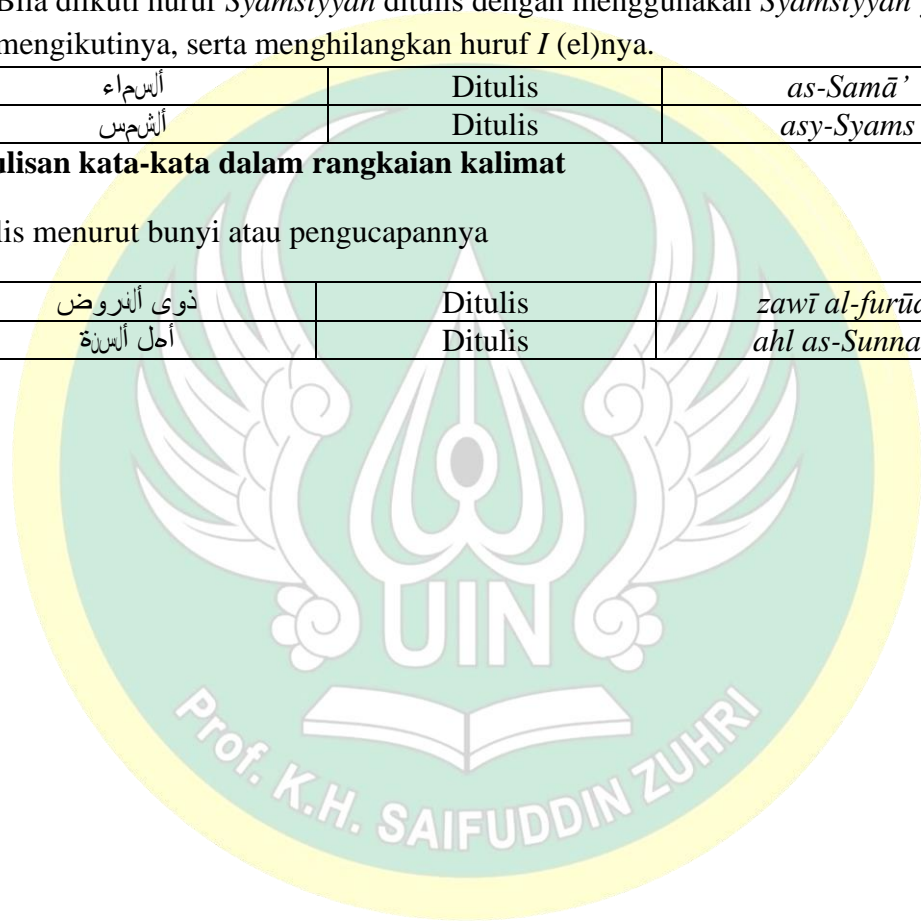 Bila diikuti huruf Syamsiyyah ditulis dengan menggunakan Syamsiyyah
mengikutinya, serta menghilangkan huruf I (el)nya.
ألسماء Ditulis as-Samā’
ألشمس Ditulis asy-Syams
ulisan kata-kata dalam rangkaian kalimat
lis menurut bunyi atau pengucapannya
ذوى ألفروض Ditulis zawī al-furūd
أهل ألسنة Ditulis ahl as-Sunna
UIN
Prof. K.H. SAIFUDDIN ZUHRI